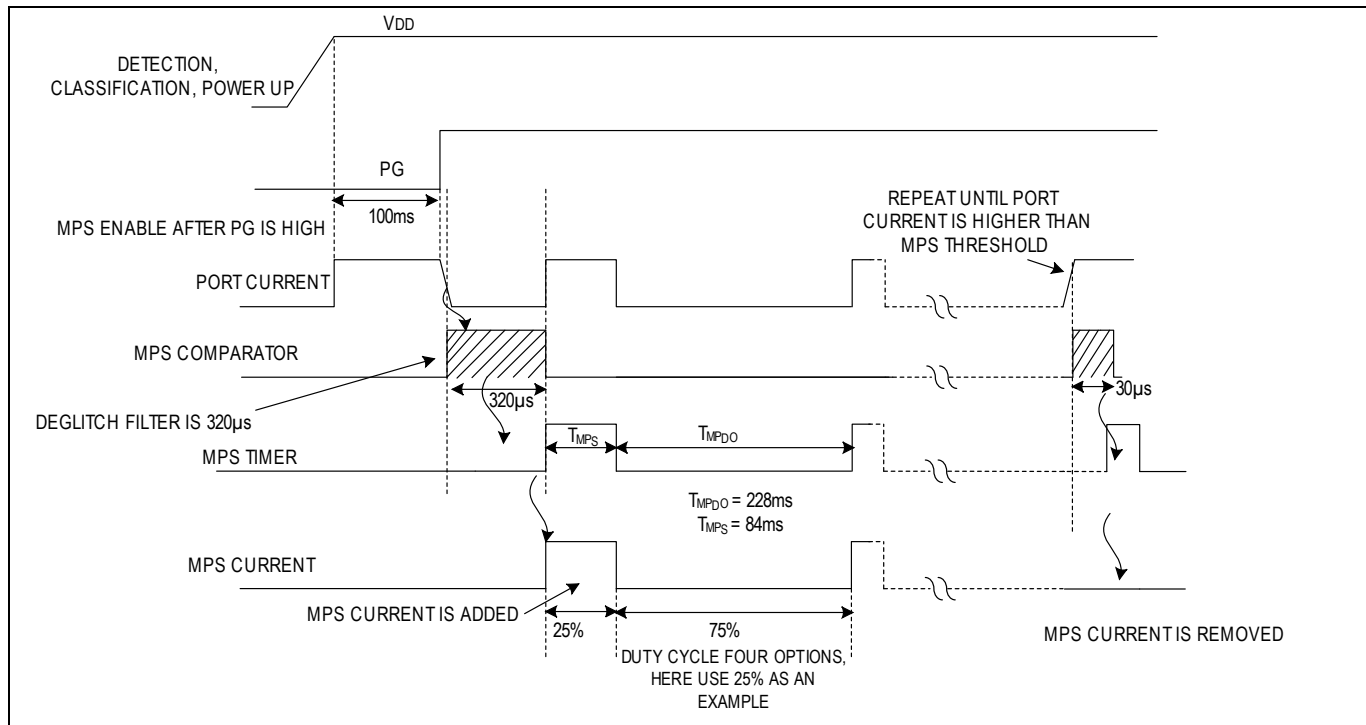 VDD
DETECTION,
CLASSIFICATION, POWER UP
PG
100ms
MPS ENABLE AFTER PG IS HIGH
REPEAT UNTIL PORT
CURRENT IS HIGHER THAN
MPS THRESHOLD
PORT CURRENT
MPS COMPARATOR
320µs
30µs
DEGLITCH FILTER IS 320µs
TMPS
TMPDO
MPS TIMER
TMPDO = 228ms
TMPS = 84ms
MPS CURRENT
MPS CURRENT IS ADDED
25%
75%
MPS CURRENT IS REMOVED
DUTY CYCLE FOUR OPTIONS,
HERE USE 25% AS AN
EXAMPLE